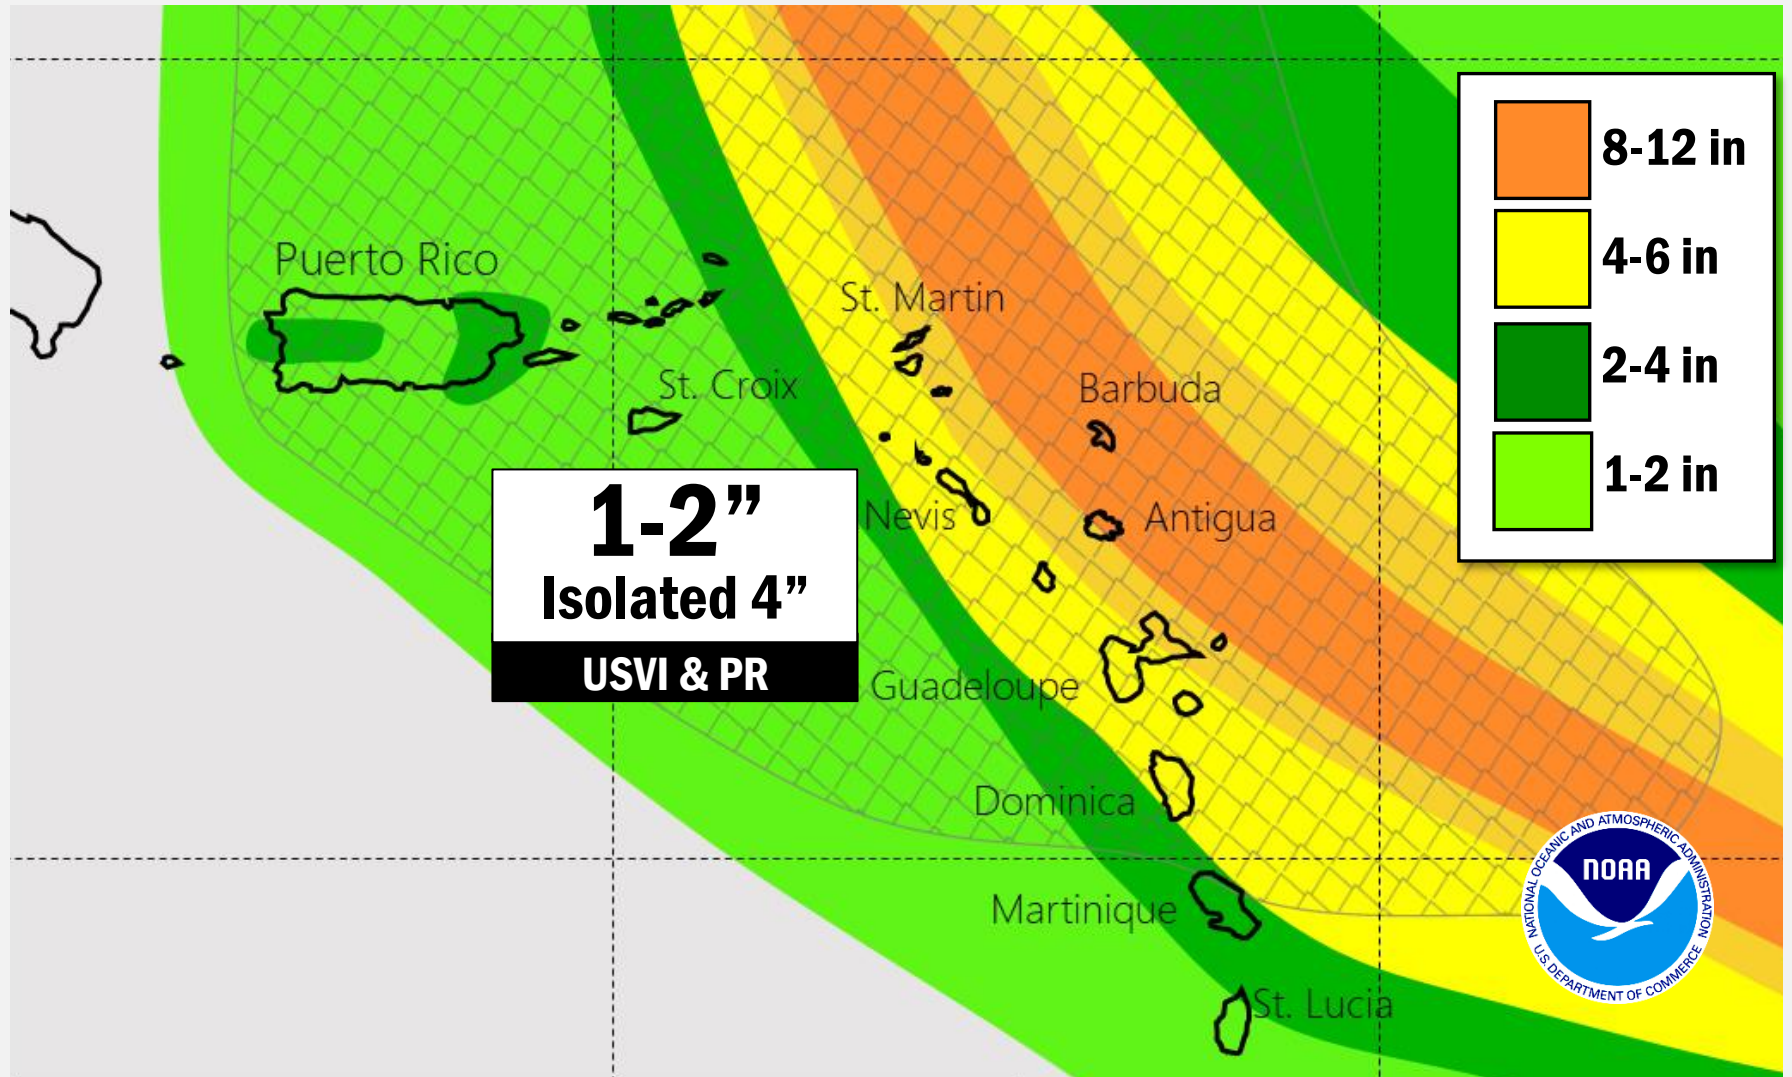 Puerto Rico
St. Martin
St. Croix
Barbuda
Nevis
Antigua
Guadeloupe
Dominica
Martinique
St. Lucia
1-2”
Isolated 4”
USVI & PR
8-12 in
4-6 in
2-4 in
1-2 in
NATIONAL OCEANIC AND ATMOSPHERIC ADMINISTRATION
NOAA
U.S. DEPARTMENT OF COMMERCE